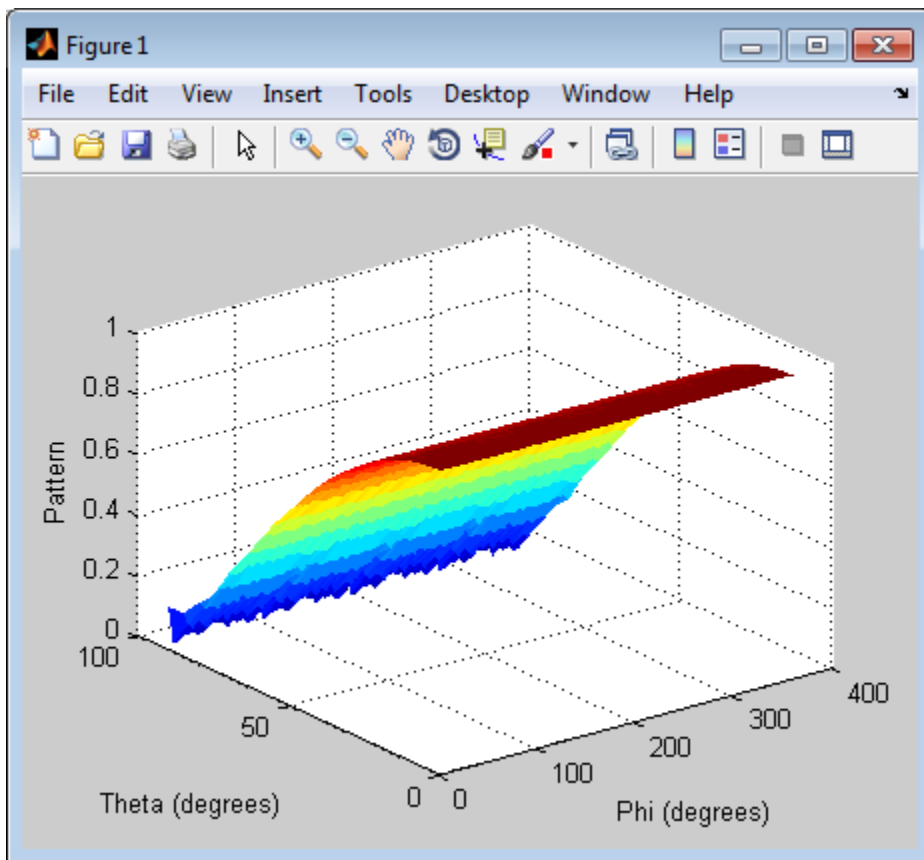 Figure 1
File Edit View Insert Tools Desktop Window Help
1
0.8
0.6
0.4
0.2
0
Pattern
100
50
0
Theta (degrees)
0
100
200
300
400
Phi (degrees)